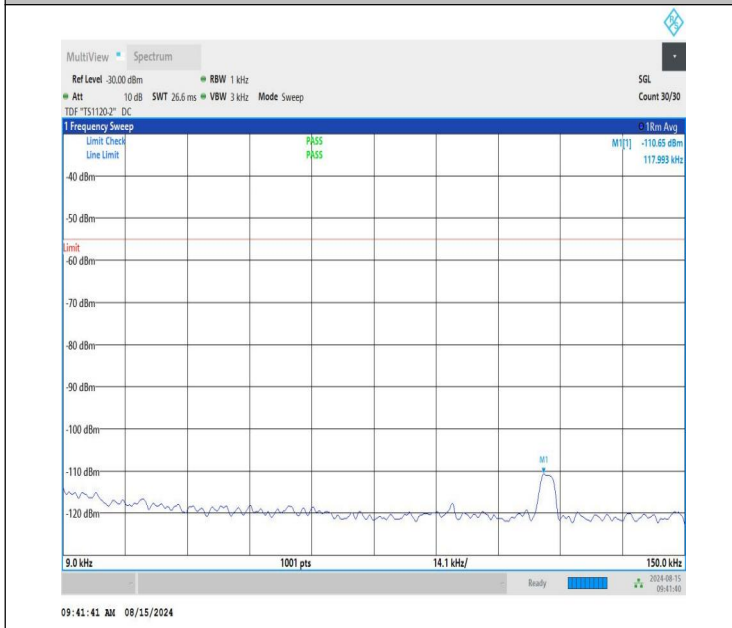 MultiView Spectrum
Ref Level -30.00 dBm RBW 1 kHz SGL
Att 10 dB SWT 26.6 ms VBW 3 kHz Mode Sweep Count 30/30
TDF "TS1120-2" DC
1 Frequency Sweep 1Rm Avg
Limit Check PASS M1[1] -110.65 dBm
Line Limit PASS 117.993 kHz
-40 dBm
-50 dBm
Limit
-60 dBm
-70 dBm
-80 dBm
-90 dBm
-100 dBm
M1
-110 dBm
-120 dBm
9.0 kHz 1001 pts 14.1 kHz/ 150.0 kHz
Ready 2024-08-15
09:41:40
09:41:41 AM 08/15/2024